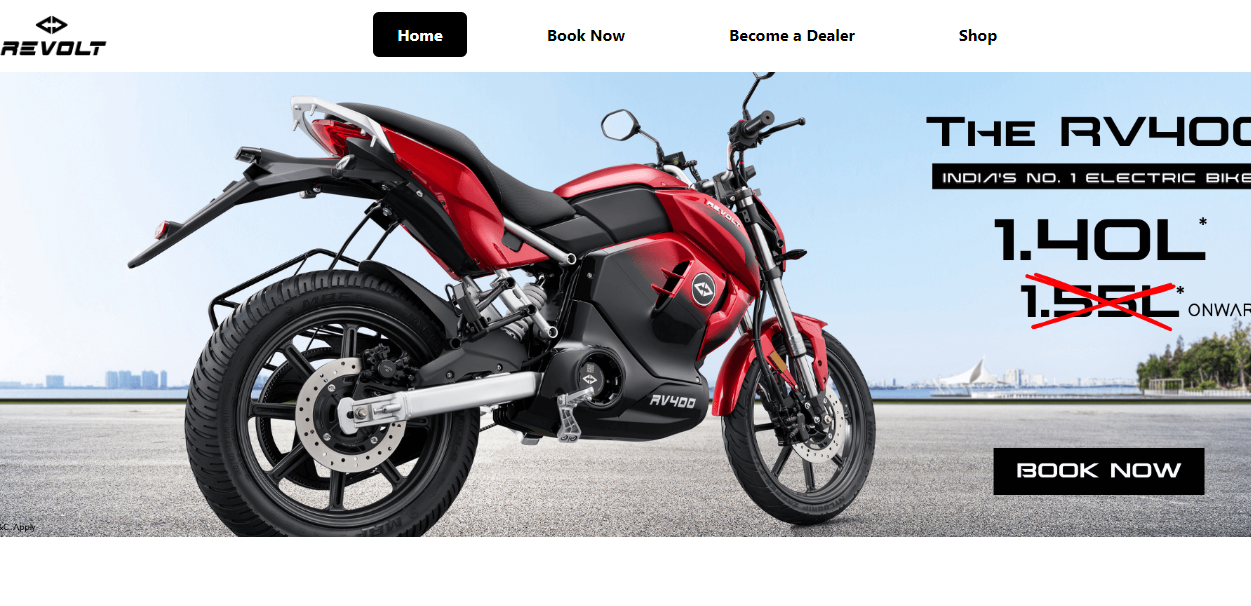 REVOLT
Home
Book Now
Become a Dealer
Shop
THE RV400
INDIA'S NO. 1 ELECTRIC BIKE
1.40L*
1.55L* ONWAR
REVOLT
RV400
BOOK NOW
&C. Apply